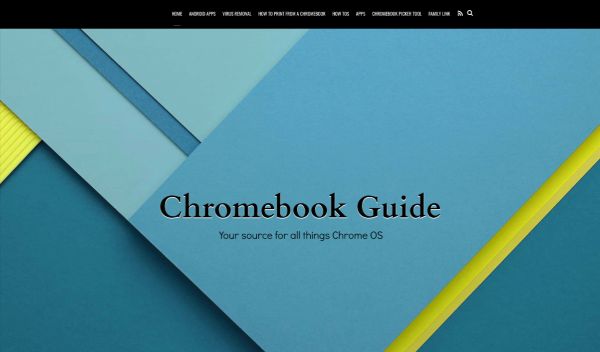 HOME ANDROID APPS VIRUS REMOVAL HOW TO PRINT FROM A CHROMEBOOK HOW TOS APPS CHROMEBOOK PICKER TOOL FAMILY LINK
Chromebook Guide
Your source for all things Chrome OS